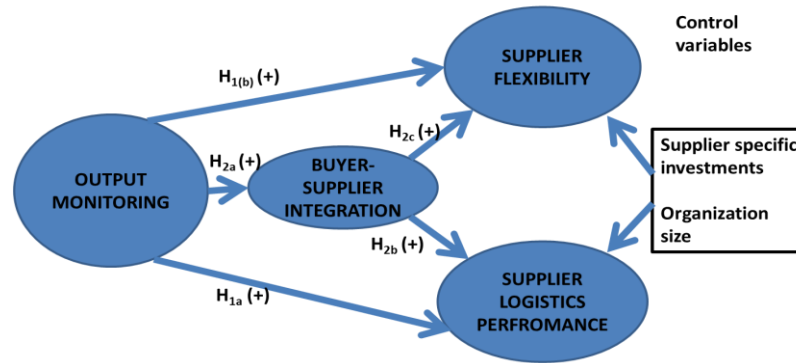 Control
variables
SUPPLIER
FLEXIBILITY
H1(b) (+)
H2c (+)
H2a (+)
BUYER-
SUPPLIER
INTEGRATION
OUTPUT
MONITORING
Supplier specific
investments
Organization
size
H2b (+)
H1a (+)
SUPPLIER
LOGISTICS
PERFROMANCE